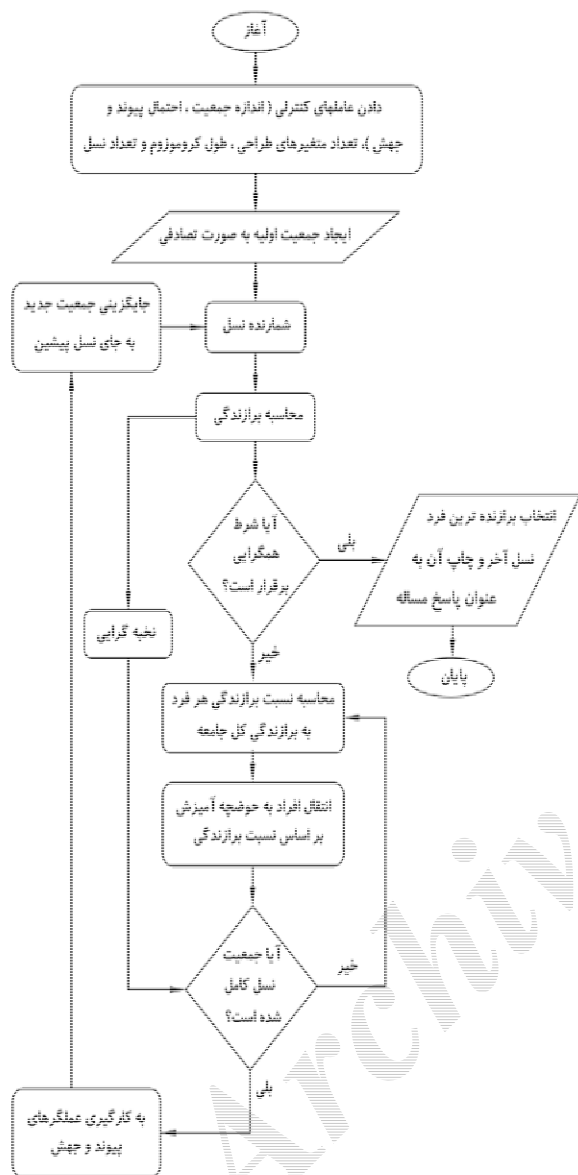 آغاز
دادن عاملهای کنترلی ( اندازه جمعیت ، احتمال پیوند و
جهش )، تعداد متغیرهای طراحی ، طول کروموزوم و تعداد نسل
ایجاد جمعیت اولیه به صورت تصادفی
جایگزینی جمعیت جدید
به جای نسل پیشین
شمارنده نسل
محاسبه برازندگی
آیا شرط
همگرایی
برقرار است؟
بلی
انتخاب برازنده ترین فرد
نسل آخر و چاپ آن به
عنوان پاسخ مساله
پایان
نخبه گرایی
خیر
محاسبه نسبت برازندگی هر فرد
به برازندگی کل جامعه
انتقال افراد به حوضچه آمیزش
بر اساس نسبت برازندگی
آیا جمعیت
نسل کامل
شده است؟
خیر
بلی
به کارگیری عملگرهای
پیوند و جهش
Archiv